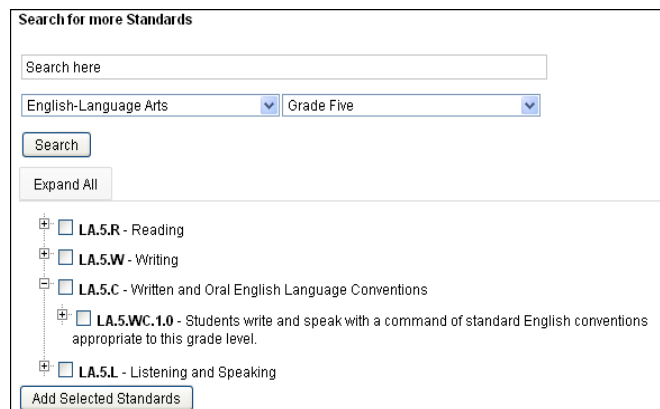 Search for more Standards
Search here
English-Language Arts Grade Five
Search
Expand All
LA.5.R - Reading
LA.5.W - Writing
LA.5.C - Written and Oral English Language Conventions
LA.5.WC.1.0 - Students write and speak with a command of standard English conventions
appropriate to this grade level.
LA.5.L - Listening and Speaking
Add Selected Standards